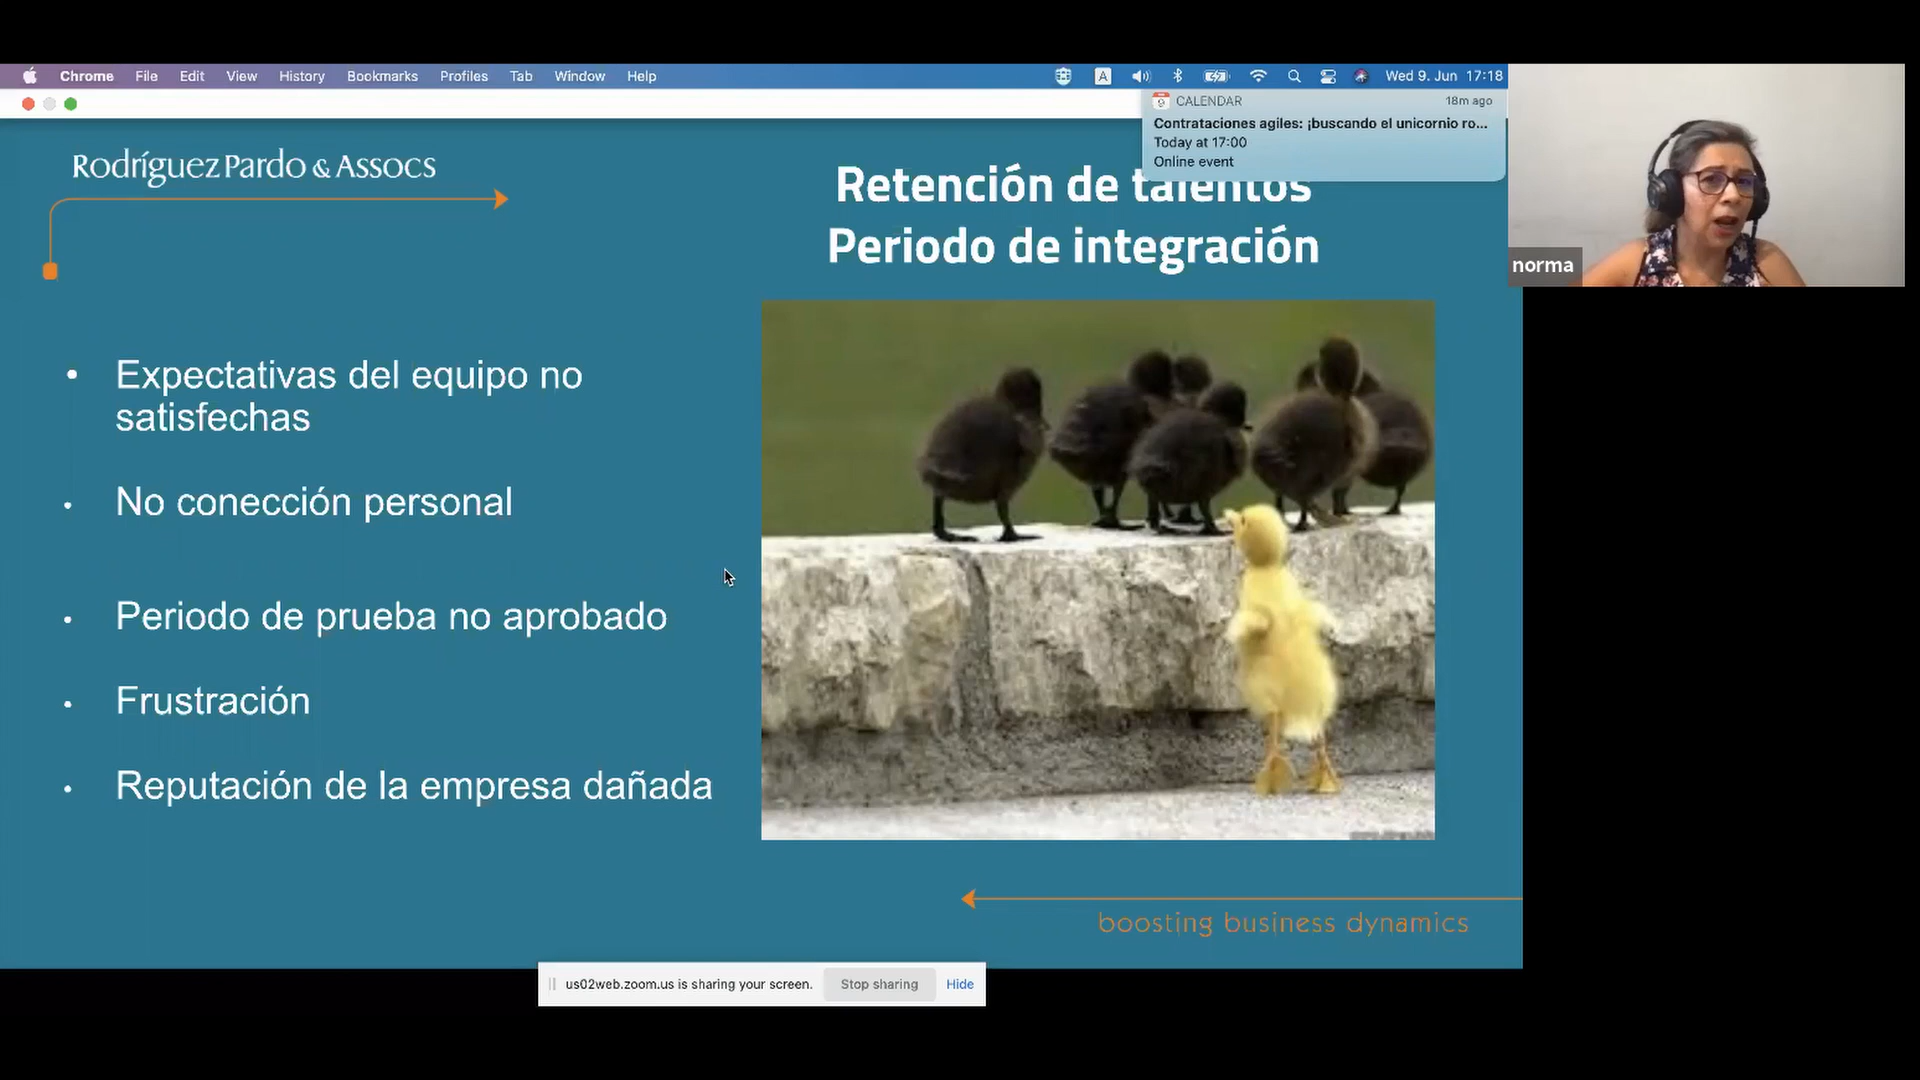 Chrome File Edit View History Bookmarks Profiles Tab Window Help
A
Wed 9. Jun 17:18
9 CALENDAR 18m ago
Contrataciones agiles: ¡buscando el unicornio ro...
Today at 17:00
Online event
Rodríguez Pardo & Assocs
Retención de talentos
Periodo de integración
norma
• Expectativas del equipo no
satisfechas
• No conección personal
• Periodo de prueba no aprobado
• Frustración
• Reputación de la empresa dañada
boosting business dynamics
us02web.zoom.us is sharing your screen. Stop sharing Hide